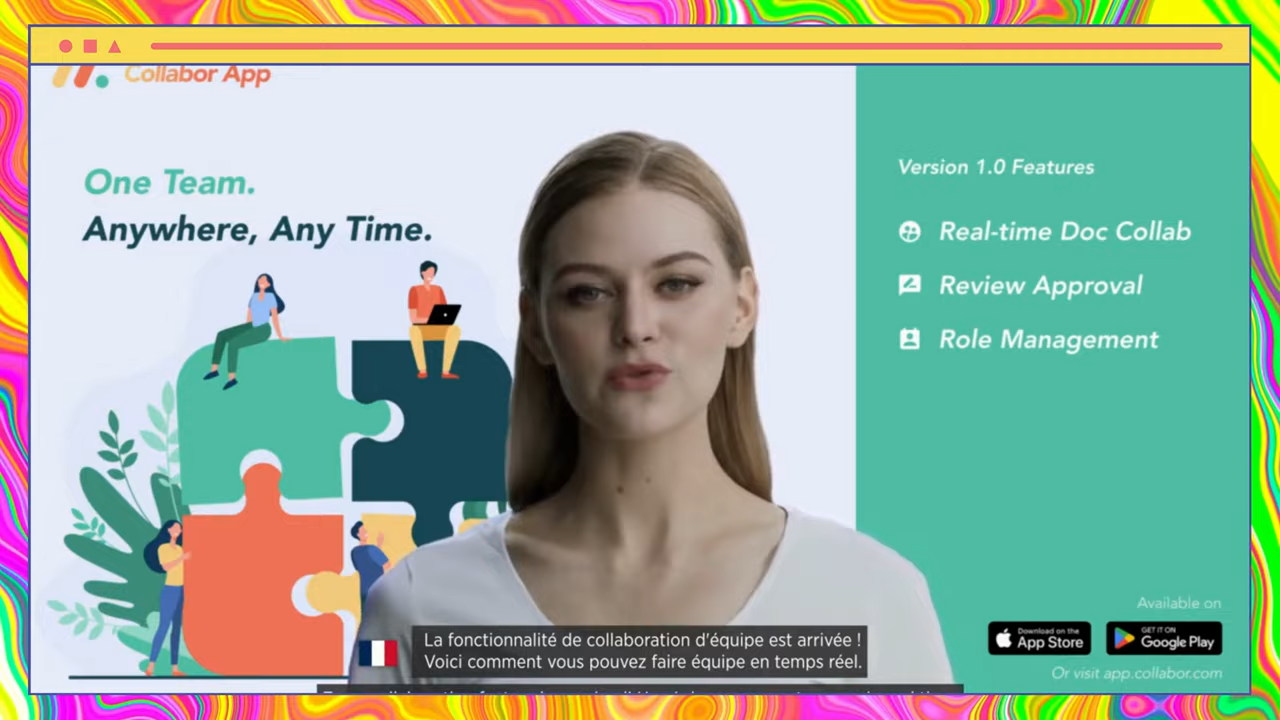 Collabor App
One Team.
Anywhere, Any Time.
Version 1.0 Features
Real-time Doc Collab
Review Approval
Role Management
Available on
Download on the
App Store
GET IT ON
Google Play
Or visit app.collabor.com
La fonctionnalité de collaboration d'équipe est arrivée !
Voici comment vous pouvez faire équipe en temps réel.